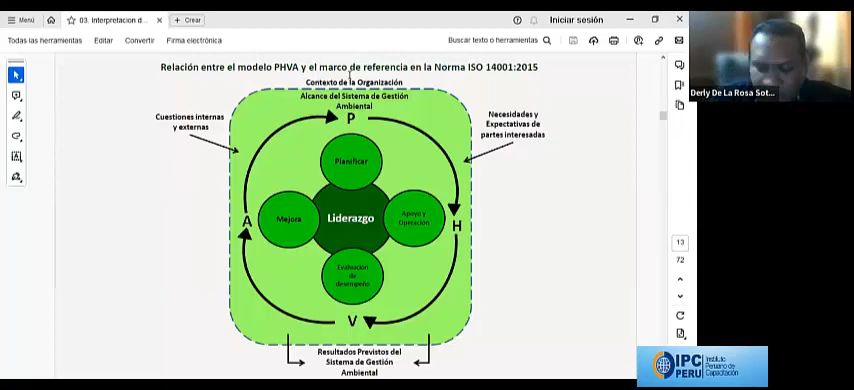 Menú
03. Interpretacion d...
+ Crear
Iniciar sesión
Todas las herramientas
Editar
Convertir
Firma electrónica
Buscar texto o herramientas
Relación entre el modelo PHVA y el marco de referencia en la Norma ISO 14001:2015
Contexto de la Organización
Alcance del Sistema de Gestión
Ambiental
Cuestiones internas
y externas
Necesidades y
Expectativas de
partes interesadas
P
Planificar
A
Mejora
Liderazgo
Apoyo y
Operación
H
Evaluación
de
desempeño
V
Resultados Previstos del
Sistema de Gestión
Ambiental
13
72
Derly De La Rosa Sot...
IPC
PERU
Instituto
Peruano de
Capacitación